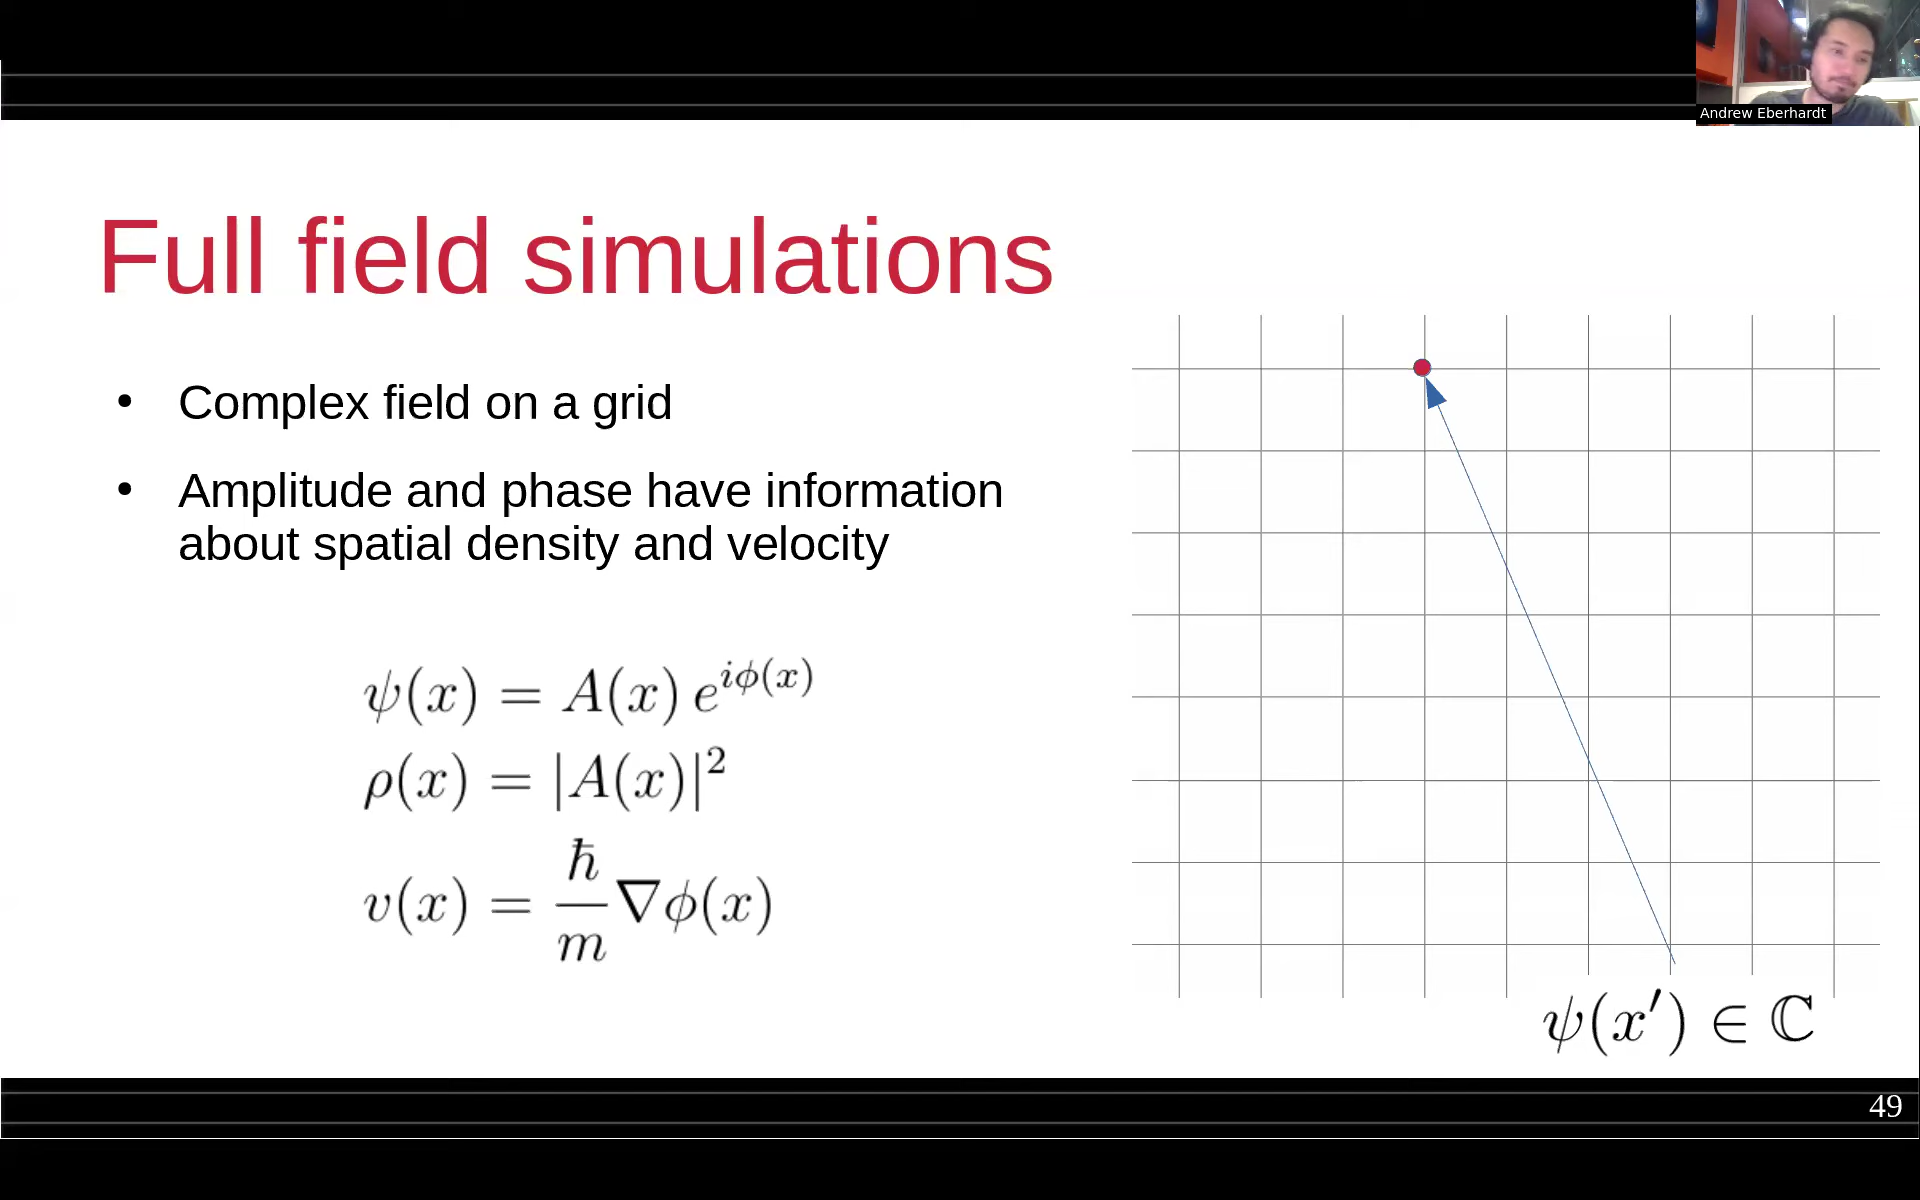 Andrew Eberhardt
Full field simulations
• Complex field on a grid
• Amplitude and phase have information
about spatial density and velocity
ψ(x) = A(x) e^{iϕ(x)}
ρ(x) = |A(x)|²
v(x) = \frac{ħ}{m} ∇ϕ(x)
ψ(x′) ∈ ℂ
49